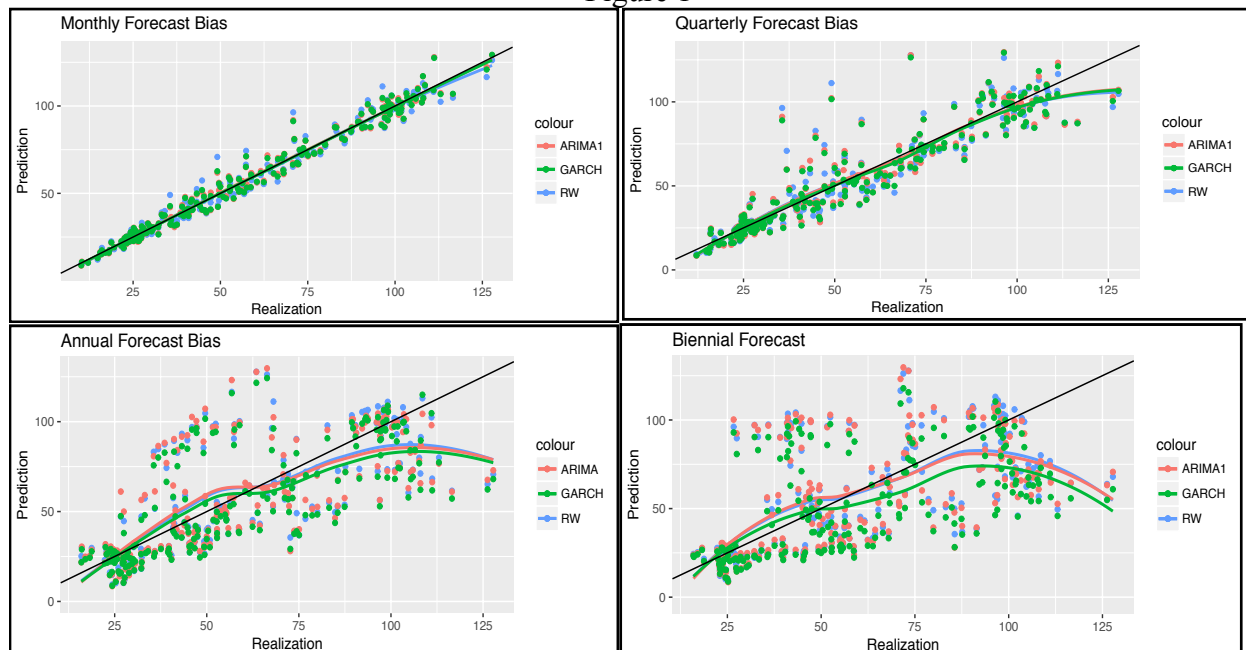 Monthly Forecast Bias
Prediction
100
50
25
50
75
100
125
Realization
colour
ARIMA1
GARCH
RW
Quarterly Forecast Bias
Prediction
100
50
0
25
50
75
100
125
Realization
colour
ARIMA1
GARCH
RW
Annual Forecast Bias
Prediction
100
50
0
25
50
75
100
125
Realization
colour
ARIMA
GARCH
RW
Biennial Forecast
Prediction
100
50
0
25
50
75
100
125
Realization
colour
ARIMA1
GARCH
RW